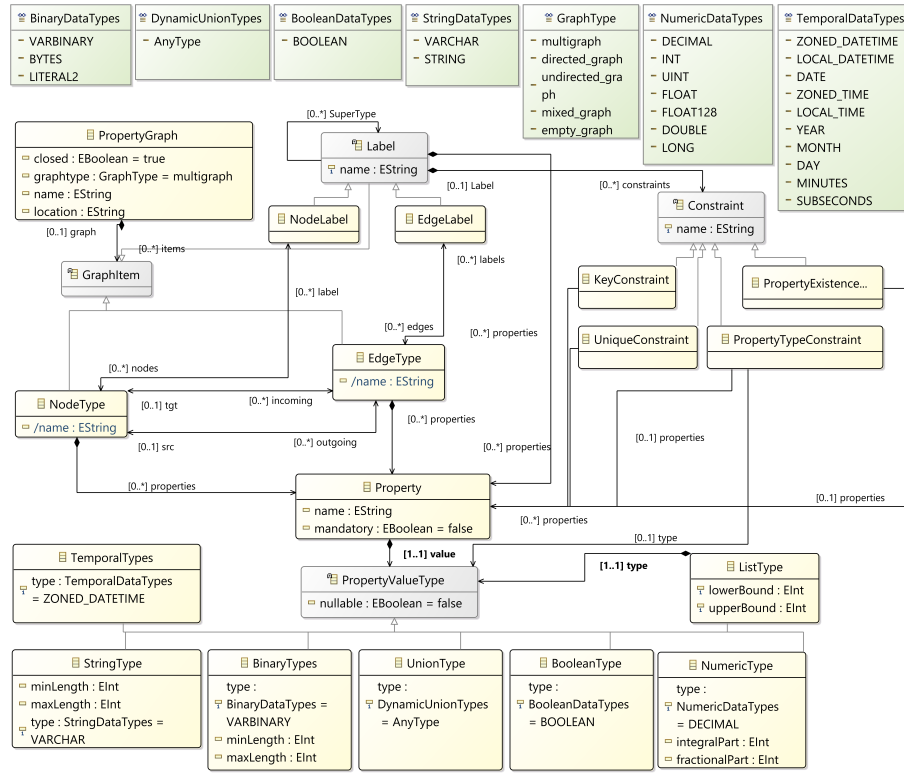 BinaryDataTypes
VARBINARY
BYTES
LITERAL2
DynamicUnionTypes
AnyType
BooleanDataTypes
BOOLEAN
StringDataTypes
VARCHAR
STRING
GraphType
multigraph
directed_graph
undirected_gra
ph
mixed_graph
empty_graph
NumericDataTypes
DECIMAL
INT
UINT
FLOAT
FLOAT128
DOUBLE
LONG
TemporalDataTypes
ZONED_DATETIME
LOCAL_DATETIME
DATE
ZONED_TIME
LOCAL_TIME
YEAR
MONTH
DAY
MINUTES
SUBSECONDS
[0..*] SuperType
PropertyGraph
closed : EBoolean = true
graphtype : GraphType = multigraph
name : EString
location : EString
Label
name : EString
[0..1] Label
[0..*] constraints
Constraint
name : EString
NodeLabel
EdgeLabel
[0..1] graph
[0..*] items
GraphItem
[0..*] labels
[0..*] label
KeyConstraint
PropertyExistence...
[0..*] edges
[0..*] properties
UniqueConstraint
PropertyTypeConstraint
EdgeType
/name : EString
[0..*] nodes
NodeType
/name : EString
[0..1] tgt
[0..*] incoming
[0..*] properties
[0..1] src
[0..*] outgoing
[0..*] properties
[0..1] properties
[0..*] properties
Property
name : EString
mandatory : EBoolean = false
[0..*] properties
[0..1] properties
[0..1] type
[1..1] value
[1..1] type
TemporalTypes
type : TemporalDataTypes
= ZONED_DATETIME
PropertyValueType
nullable : EBoolean = false
ListType
lowerBound : EInt
upperBound : EInt
StringType
minLength : EInt
maxLength : EInt
type : StringDataTypes =
VARCHAR
BinaryTypes
type :
BinaryDataTypes =
VARBINARY
minLength : EInt
maxLength : EInt
UnionType
type :
DynamicUnionTypes
= AnyType
BooleanType
type :
BooleanDataTypes
= BOOLEAN
NumericType
type :
NumericDataTypes
= DECIMAL
integralPart : EInt
fractionalPart : EInt